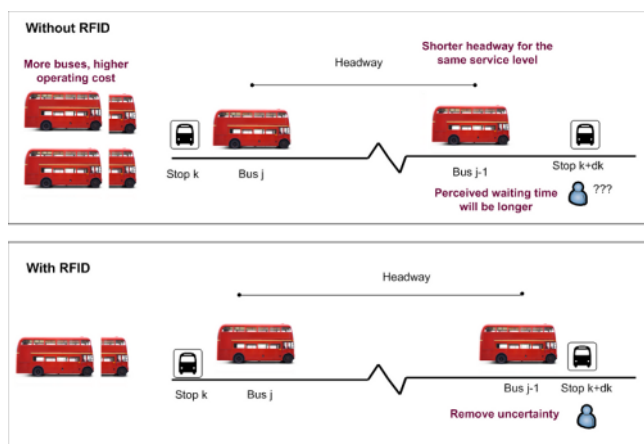 Without RFID
More buses, higher
operating cost
Headway
Shorter headway for the
same service level
Stop k
Bus j
Bus j-1
Stop k+dk
Perceived waiting time
will be longer
???
With RFID
Headway
Stop k
Bus j
Bus j-1
Stop k+dk
Remove uncertainty